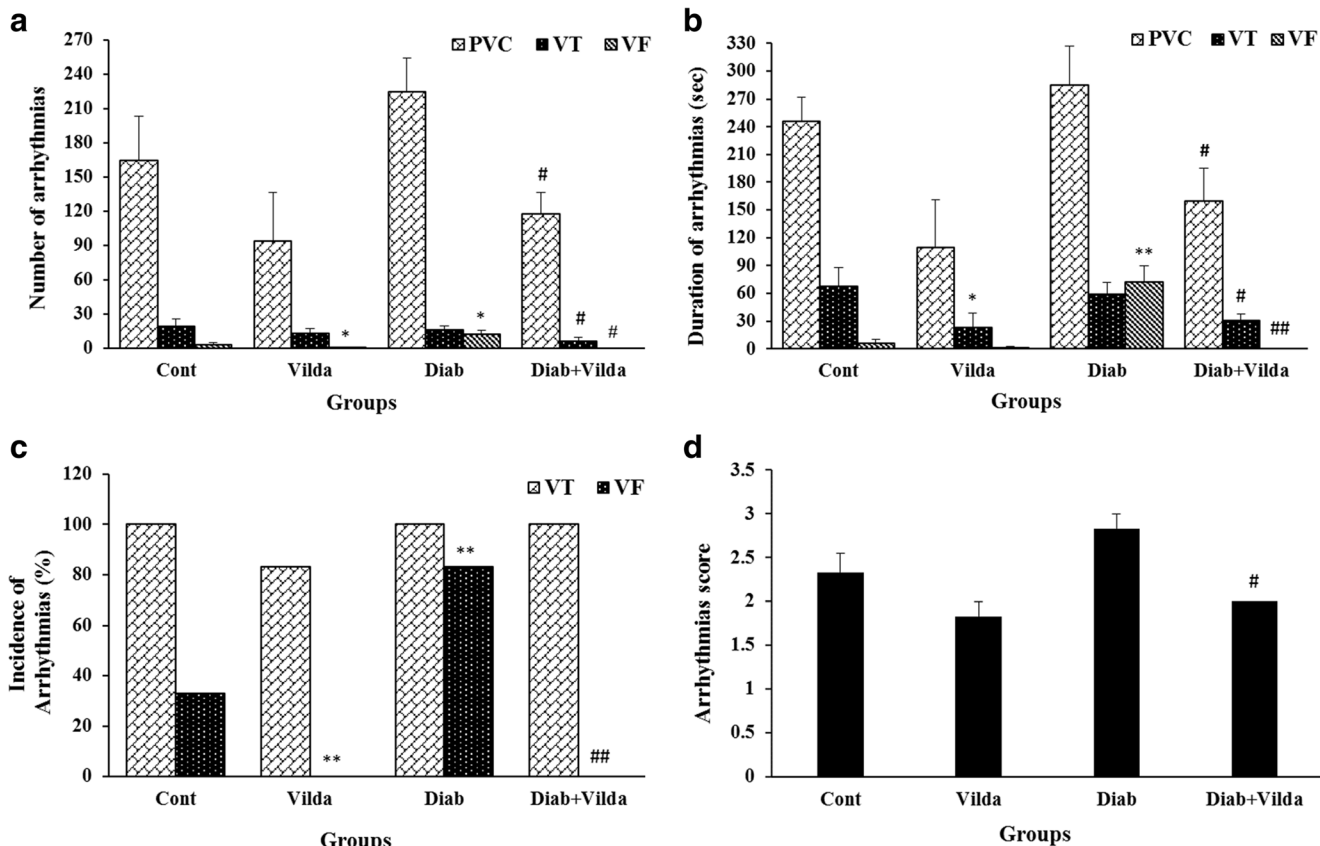 a
270
240
210
180
150
120
90
60
30
0
Number of arrhythmias
PVC VT VF
*
*
#
#
#
Cont Vilda Diab Diab+Vilda
Groups
b
330
300
270
240
210
180
150
120
90
60
30
0
Duration of arrhythmias (sec)
PVC VT VF
*
**
#
#
##
Cont Vilda Diab Diab+Vilda
Groups
c
120
100
80
60
40
20
0
Incidence of
Arrhythmias (%)
VT VF
**
**
##
Cont Vilda Diab Diab+Vilda
Groups
d
3.5
3
2.5
2
1.5
1
0.5
0
Arrhythmias score
#
Cont Vilda Diab Diab+Vilda
Groups